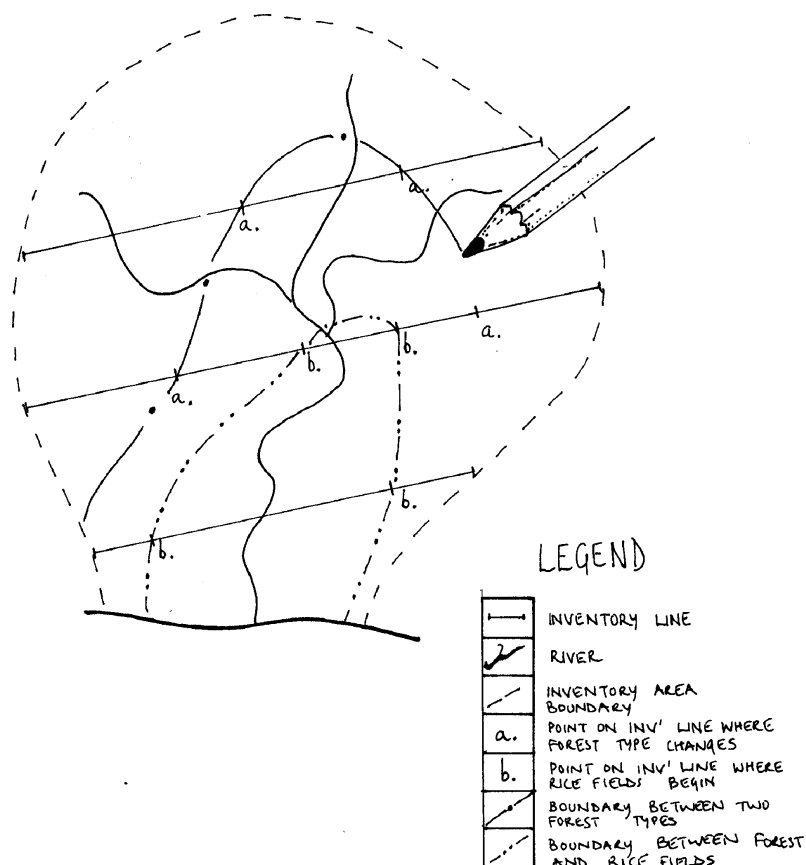 a.
a.
a.
b.
b.
a.
b.
b.
LEGEND
INVENTORY LINE
RIVER
INVENTORY AREA
BOUNDARY
a.
POINT ON INV' LINE WHERE
FOREST TYPE CHANGES
b.
POINT ON INV' LINE WHERE
RICE FIELDS BEGIN
BOUNDARY BETWEEN TWO
FOREST TYPES
BOUNDARY BETWEEN FOREST
AND RICE FIELDS